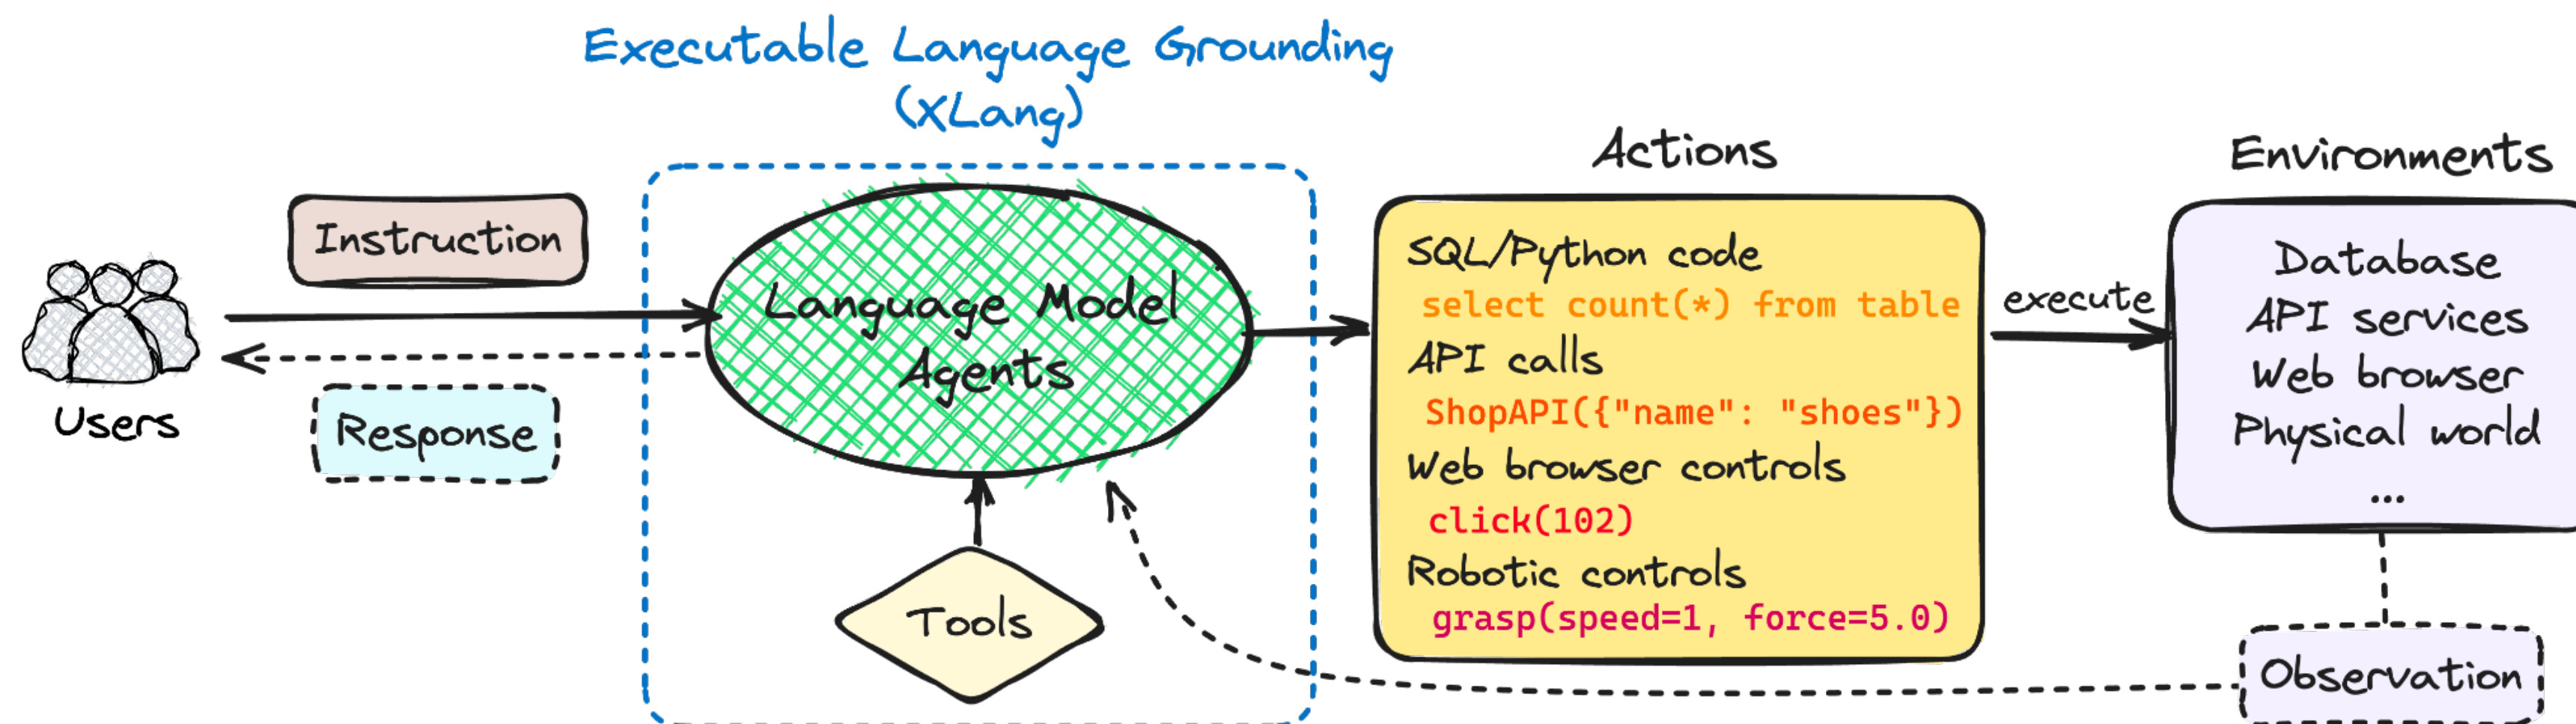 Executable Language Grounding
(XLang)
Instruction
Users
Response
Language Model
Agents
Tools
Actions
SQL/Python code
select count(*) from table
API calls
ShopAPI({"name": "shoes"})
Web browser controls
click(102)
Robotic controls
grasp(speed=1, force=5.0)
execute
Environments
Database
API services
Web browser
Physical world
...
Observation